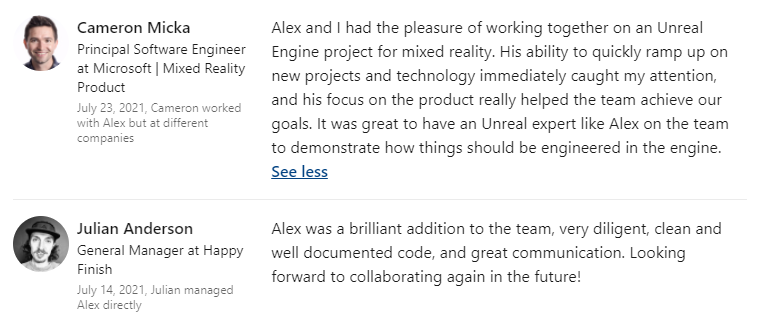 Cameron Micka
Principal Software Engineer
at Microsoft | Mixed Reality
Product
July 23, 2021, Cameron worked
with Alex but at different
companies
Alex and I had the pleasure of working together on an Unreal
Engine project for mixed reality. His ability to quickly ramp up on
new projects and technology immediately caught my attention,
and his focus on the product really helped the team achieve our
goals. It was great to have an Unreal expert like Alex on the team
to demonstrate how things should be engineered in the engine.
See less
Julian Anderson
General Manager at Happy
Finish
July 14, 2021, Julian managed
Alex directly
Alex was a brilliant addition to the team, very diligent, clean and
well documented code, and great communication. Looking
forward to collaborating again in the future!